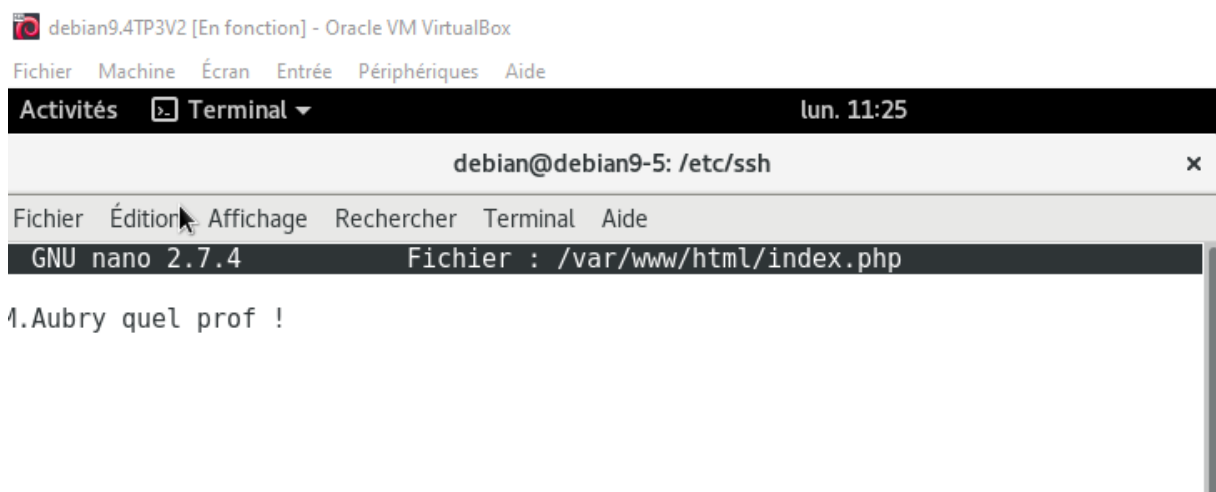 debian9.4TP3V2 [En fonction] - Oracle VM VirtualBox
Fichier Machine Écran Entrée Périphériques Aide
Activités Terminal lun. 11:25
debian@debian9-5: /etc/ssh ×
Fichier Édition Affichage Rechercher Terminal Aide
GNU nano 2.7.4 Fichier : /var/www/html/index.php
M.Aubry quel prof !